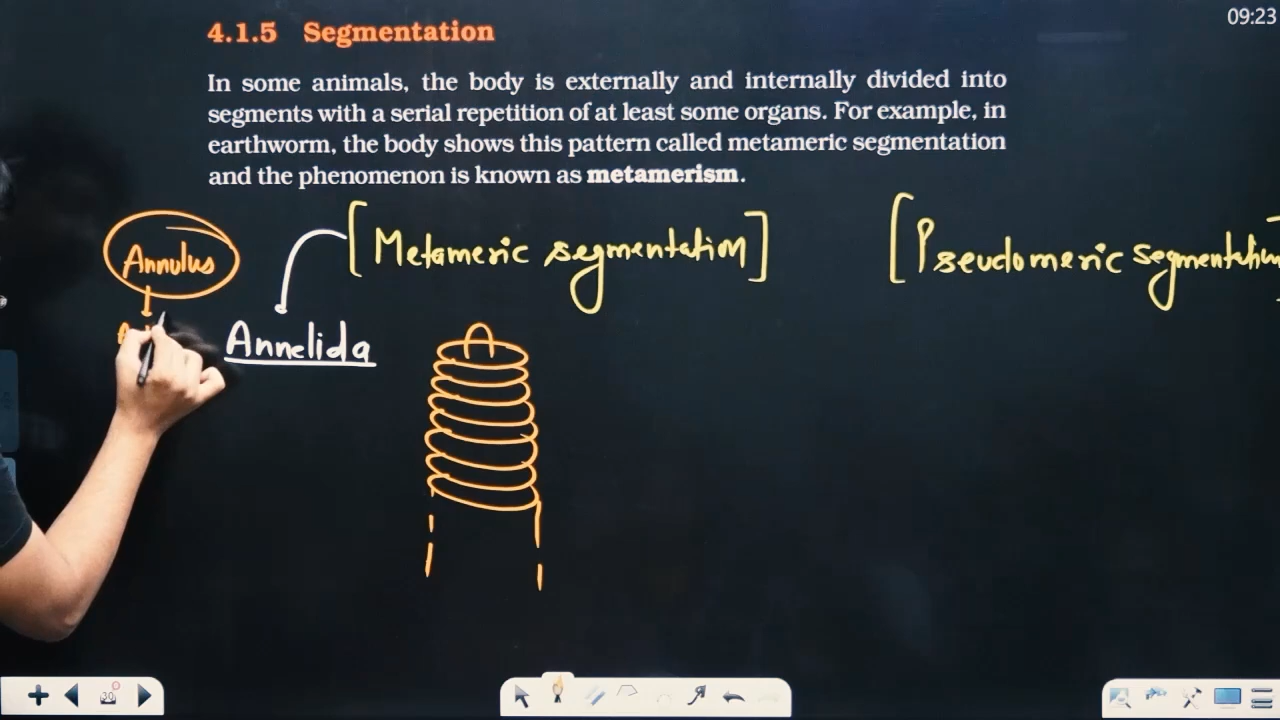 09:23
4.1.5 Segmentation
In some animals, the body is externally and internally divided into
segments with a serial repetition of at least some organs. For example, in
earthworm, the body shows this pattern called metameric segmentation
and the phenomenon is known as metamerism.
[Metameric segmentation]
[Pseudomeric segmentation
Annulus
Annelida
30